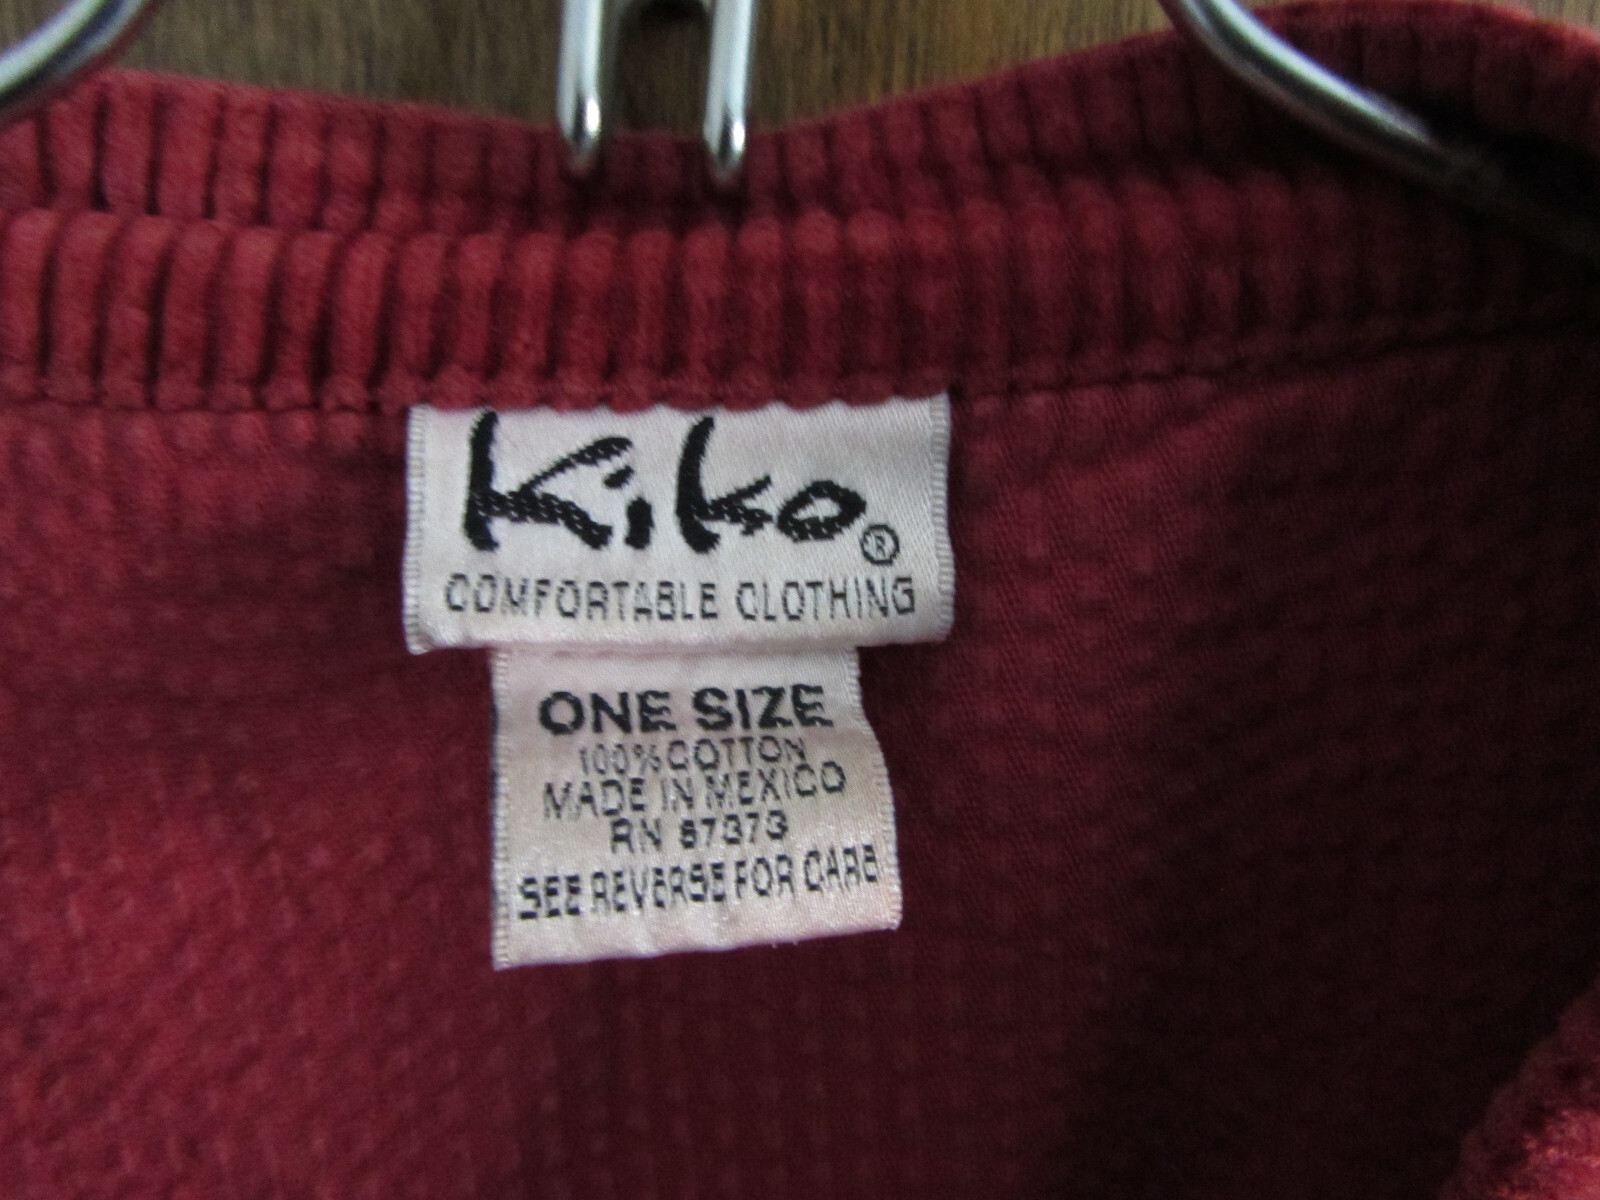 Kiko®
COMFORTABLE CLOTHING
ONE SIZE
100% COTTON
MADE IN MEXICO
RN 67373
SEE REVERSE FOR CARE